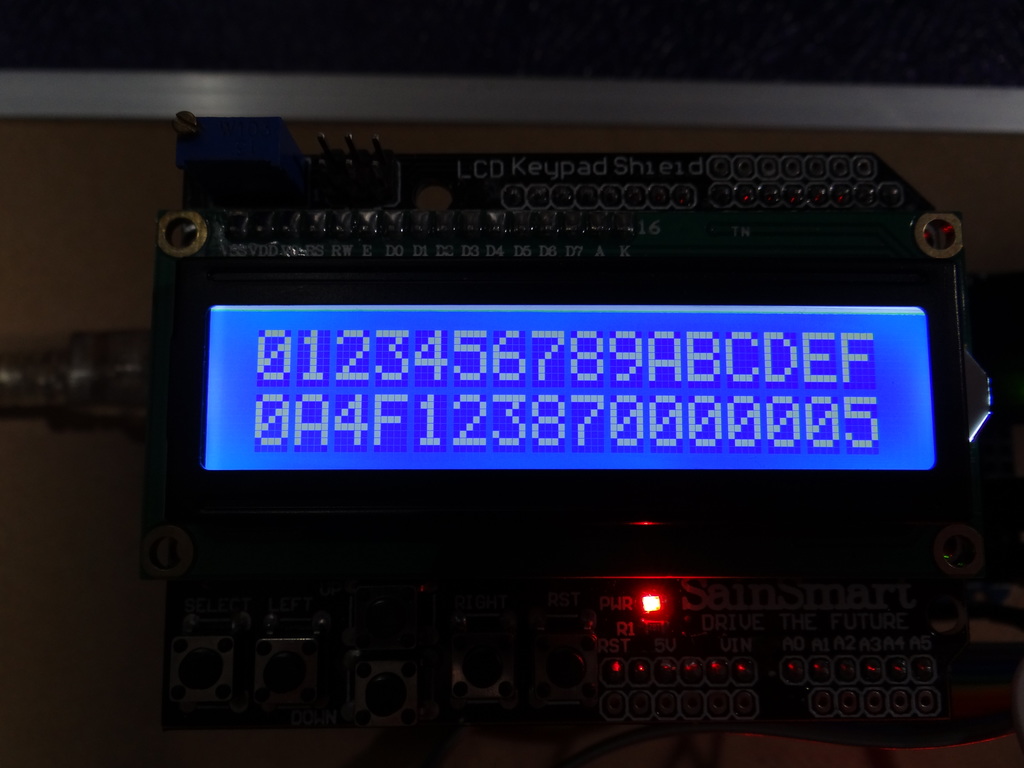 LCD Keypad Shield
16
VSS VDD RS RW E D0 D1 D2 D3 D4 D5 D6 D7 A K
0123456789ABCDEF
0A4F123870000005
SELECT LEFT UP RIGHT RST PWR SainSmart
R1 DRIVE THE FUTURE
RST 5V VIN A0 A1 A2 A3 A4 A5
DOWN